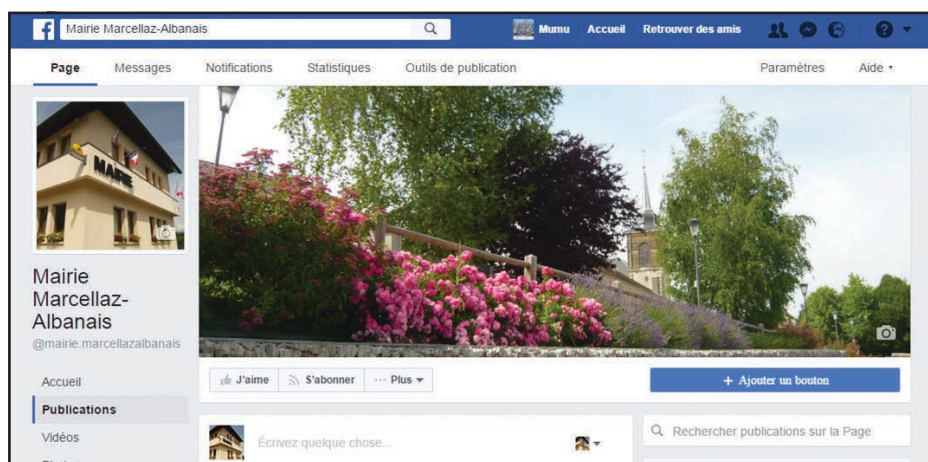 Mairie Marcellaz-Albanais
Mumu Accueil Retrouver des amis
Page Messages Notifications Statistiques Outils de publication Paramètres Aide
MAIRIE
Mairie
Marcellaz-
Albanais
@mairie.marcellazalbanais
Accueil
Publications
Vidéos
J'aime S'abonner ··· Plus
+ Ajouter un bouton
Écrivez quelque chose...
Rechercher publications sur la Page